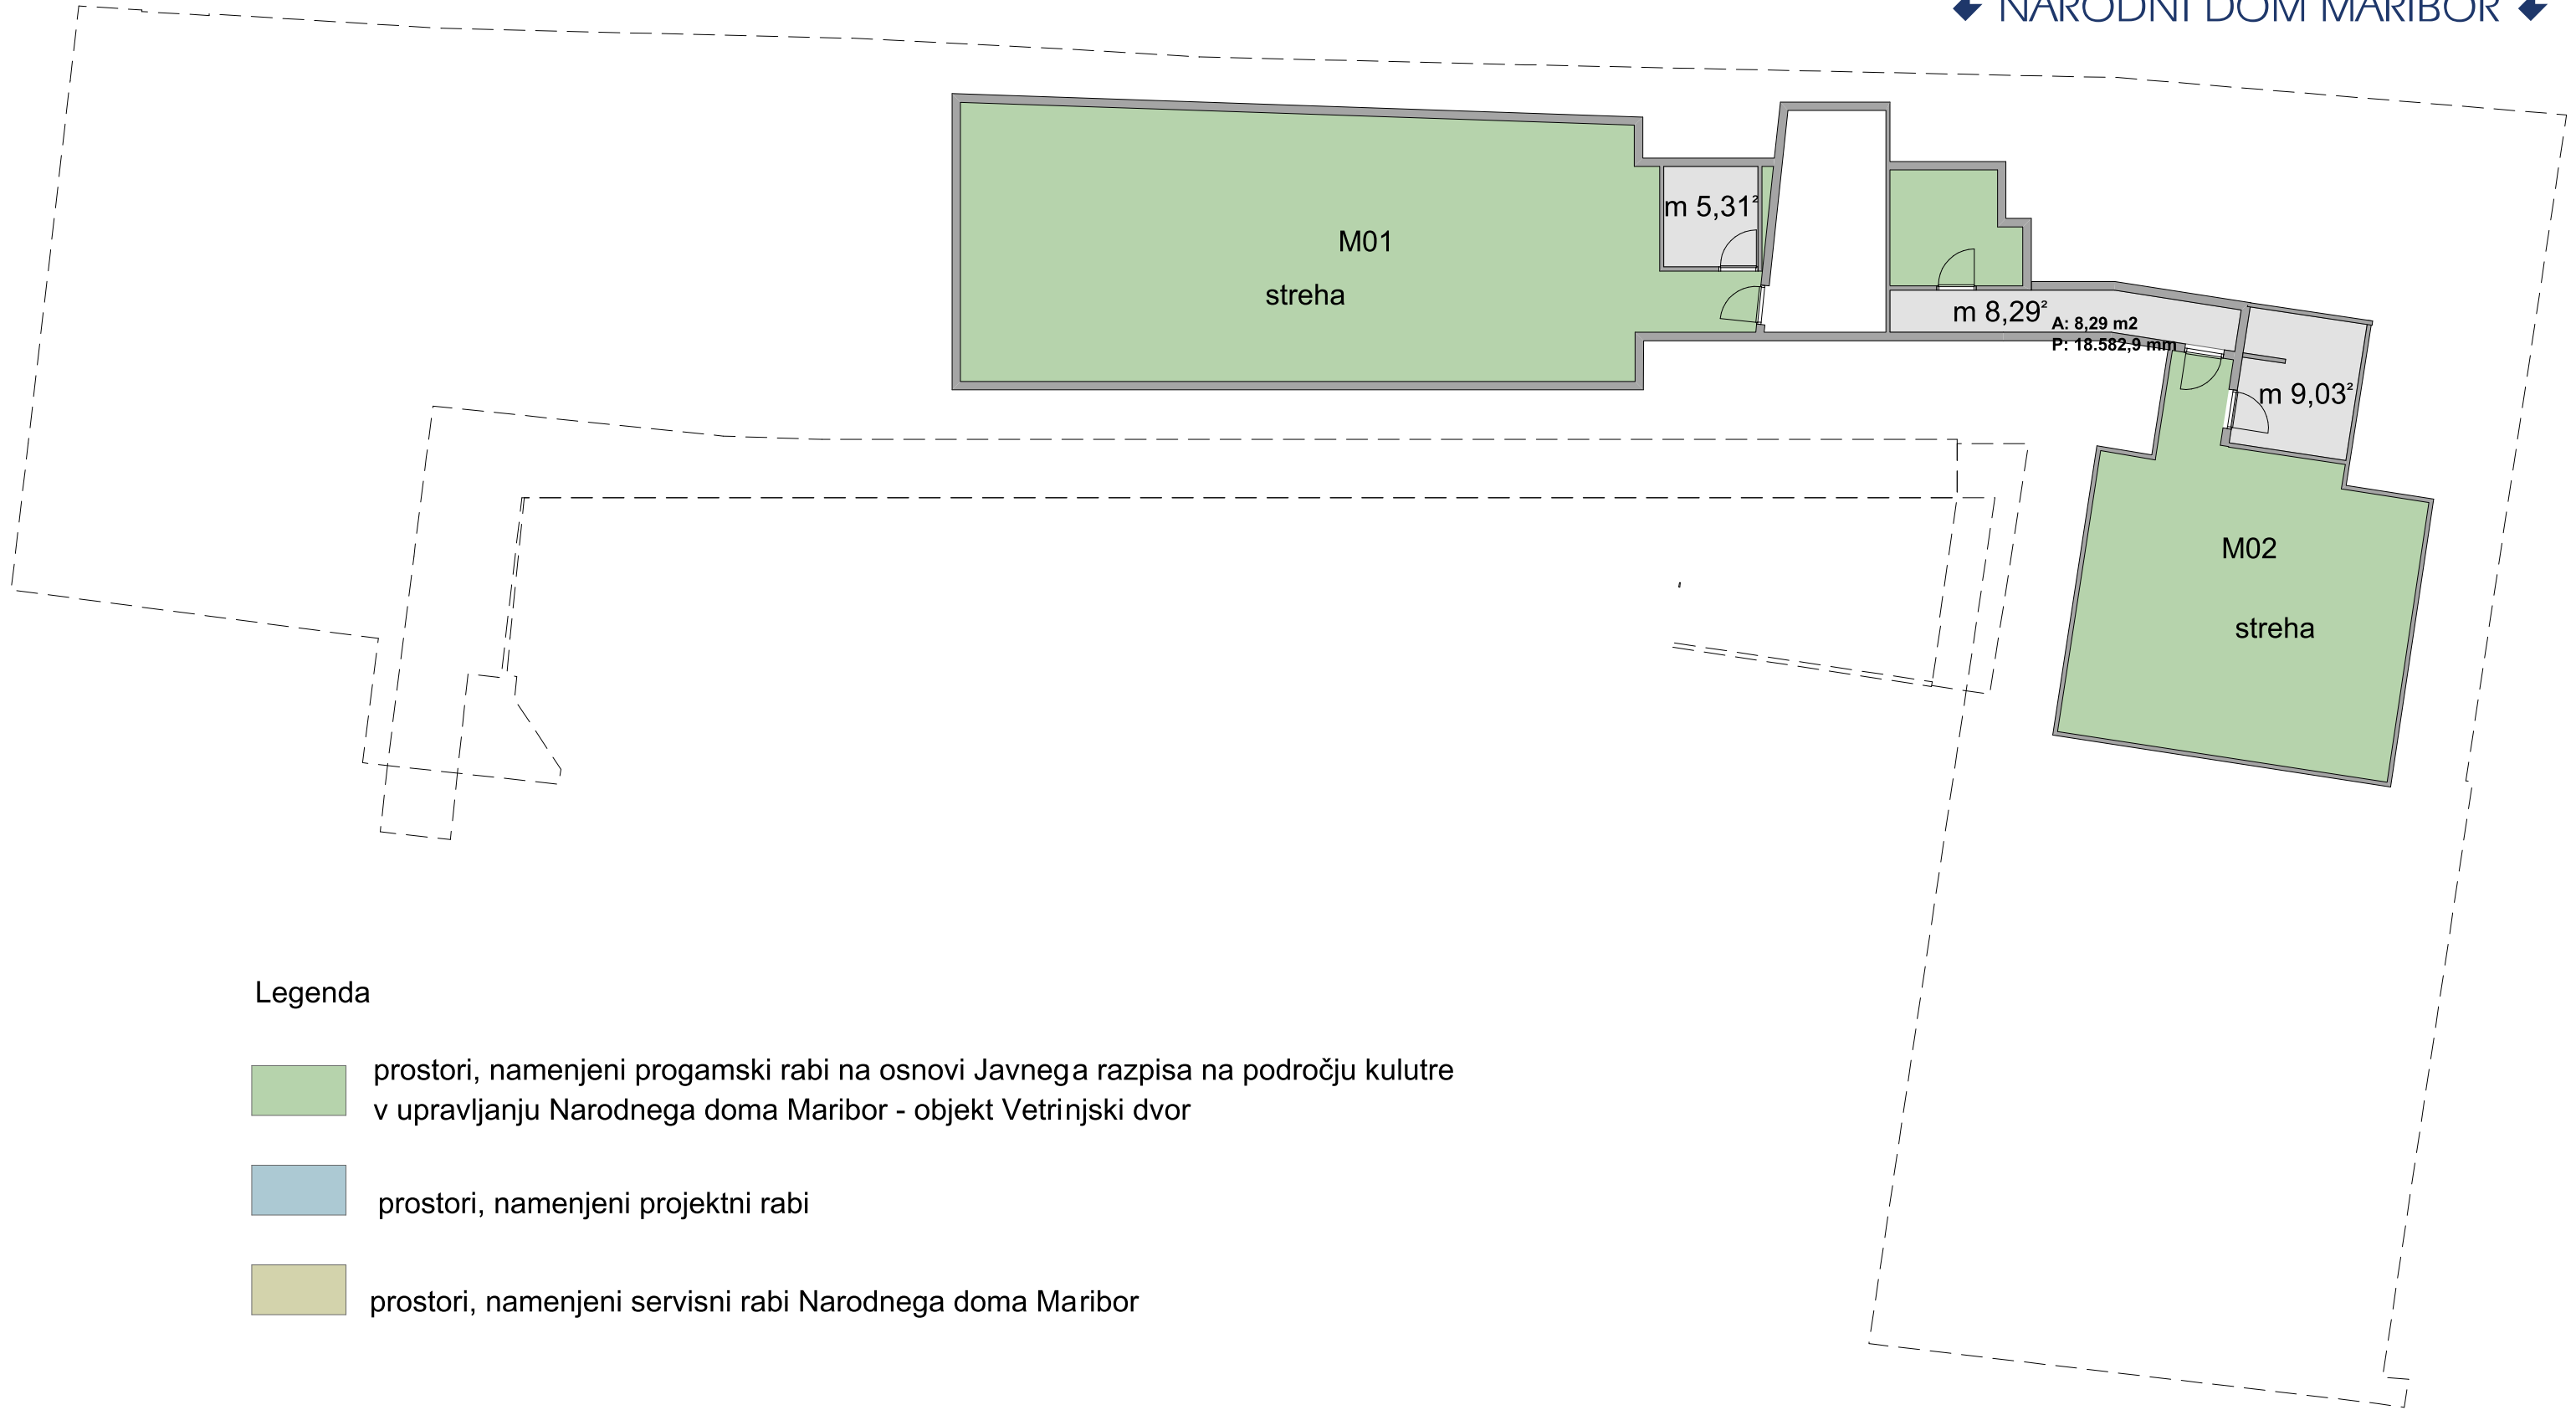 NARODNI DOM MARIBOR
m 5,31²
M01
streha
m 8,29²
A: 8,29 m2
P: 18.582,9 mm
m 9,03²
M02
streha
Legenda
prostori, namenjeni progamski rabi na osnovi Javnega razpisa na področju kulutre
v upravljanju Narodnega doma Maribor - objekt Vetrinjski dvor
prostori, namenjeni projektni rabi
prostori, namenjeni servisni rabi Narodnega doma Maribor